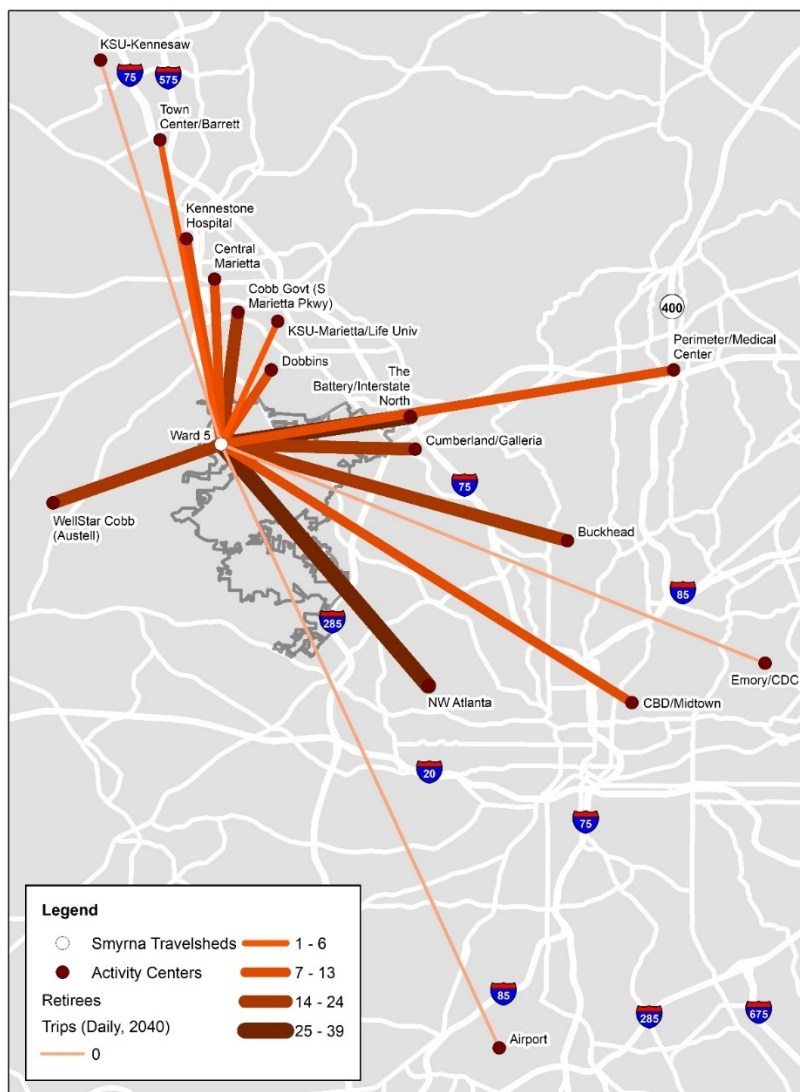 KSU-Kennesaw
75
575
Town
Center/Barrett
Kennestone
Hospital
Central
Marietta
Cobb Govt (S
Marietta Pkwy)
KSU-Marietta/Life Univ
400
Perimeter/Medical
Center
Dobbins
The
Battery/Interstate
North
Ward 5
Cumberland/Galleria
75
WellStar Cobb
(Austell)
Buckhead
85
285
Emory/CDC
NW Atlanta
CBD/Midtown
20
75
Legend
Smyrna Travelsheds
Activity Centers
Retirees
Trips (Daily, 2040)
0
1 - 6
7 - 13
14 - 24
25 - 39
85
285
675
Airport